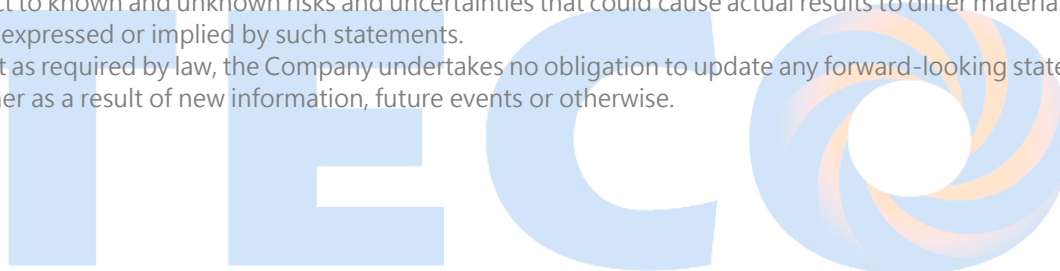 ct to known and unknown risks and uncertainties that could cause actual results to differ materia
expressed or implied by such statements.
t as required by law, the Company undertakes no obligation to update any forward-looking state
er as a result of new information, future events or otherwise.
TECO